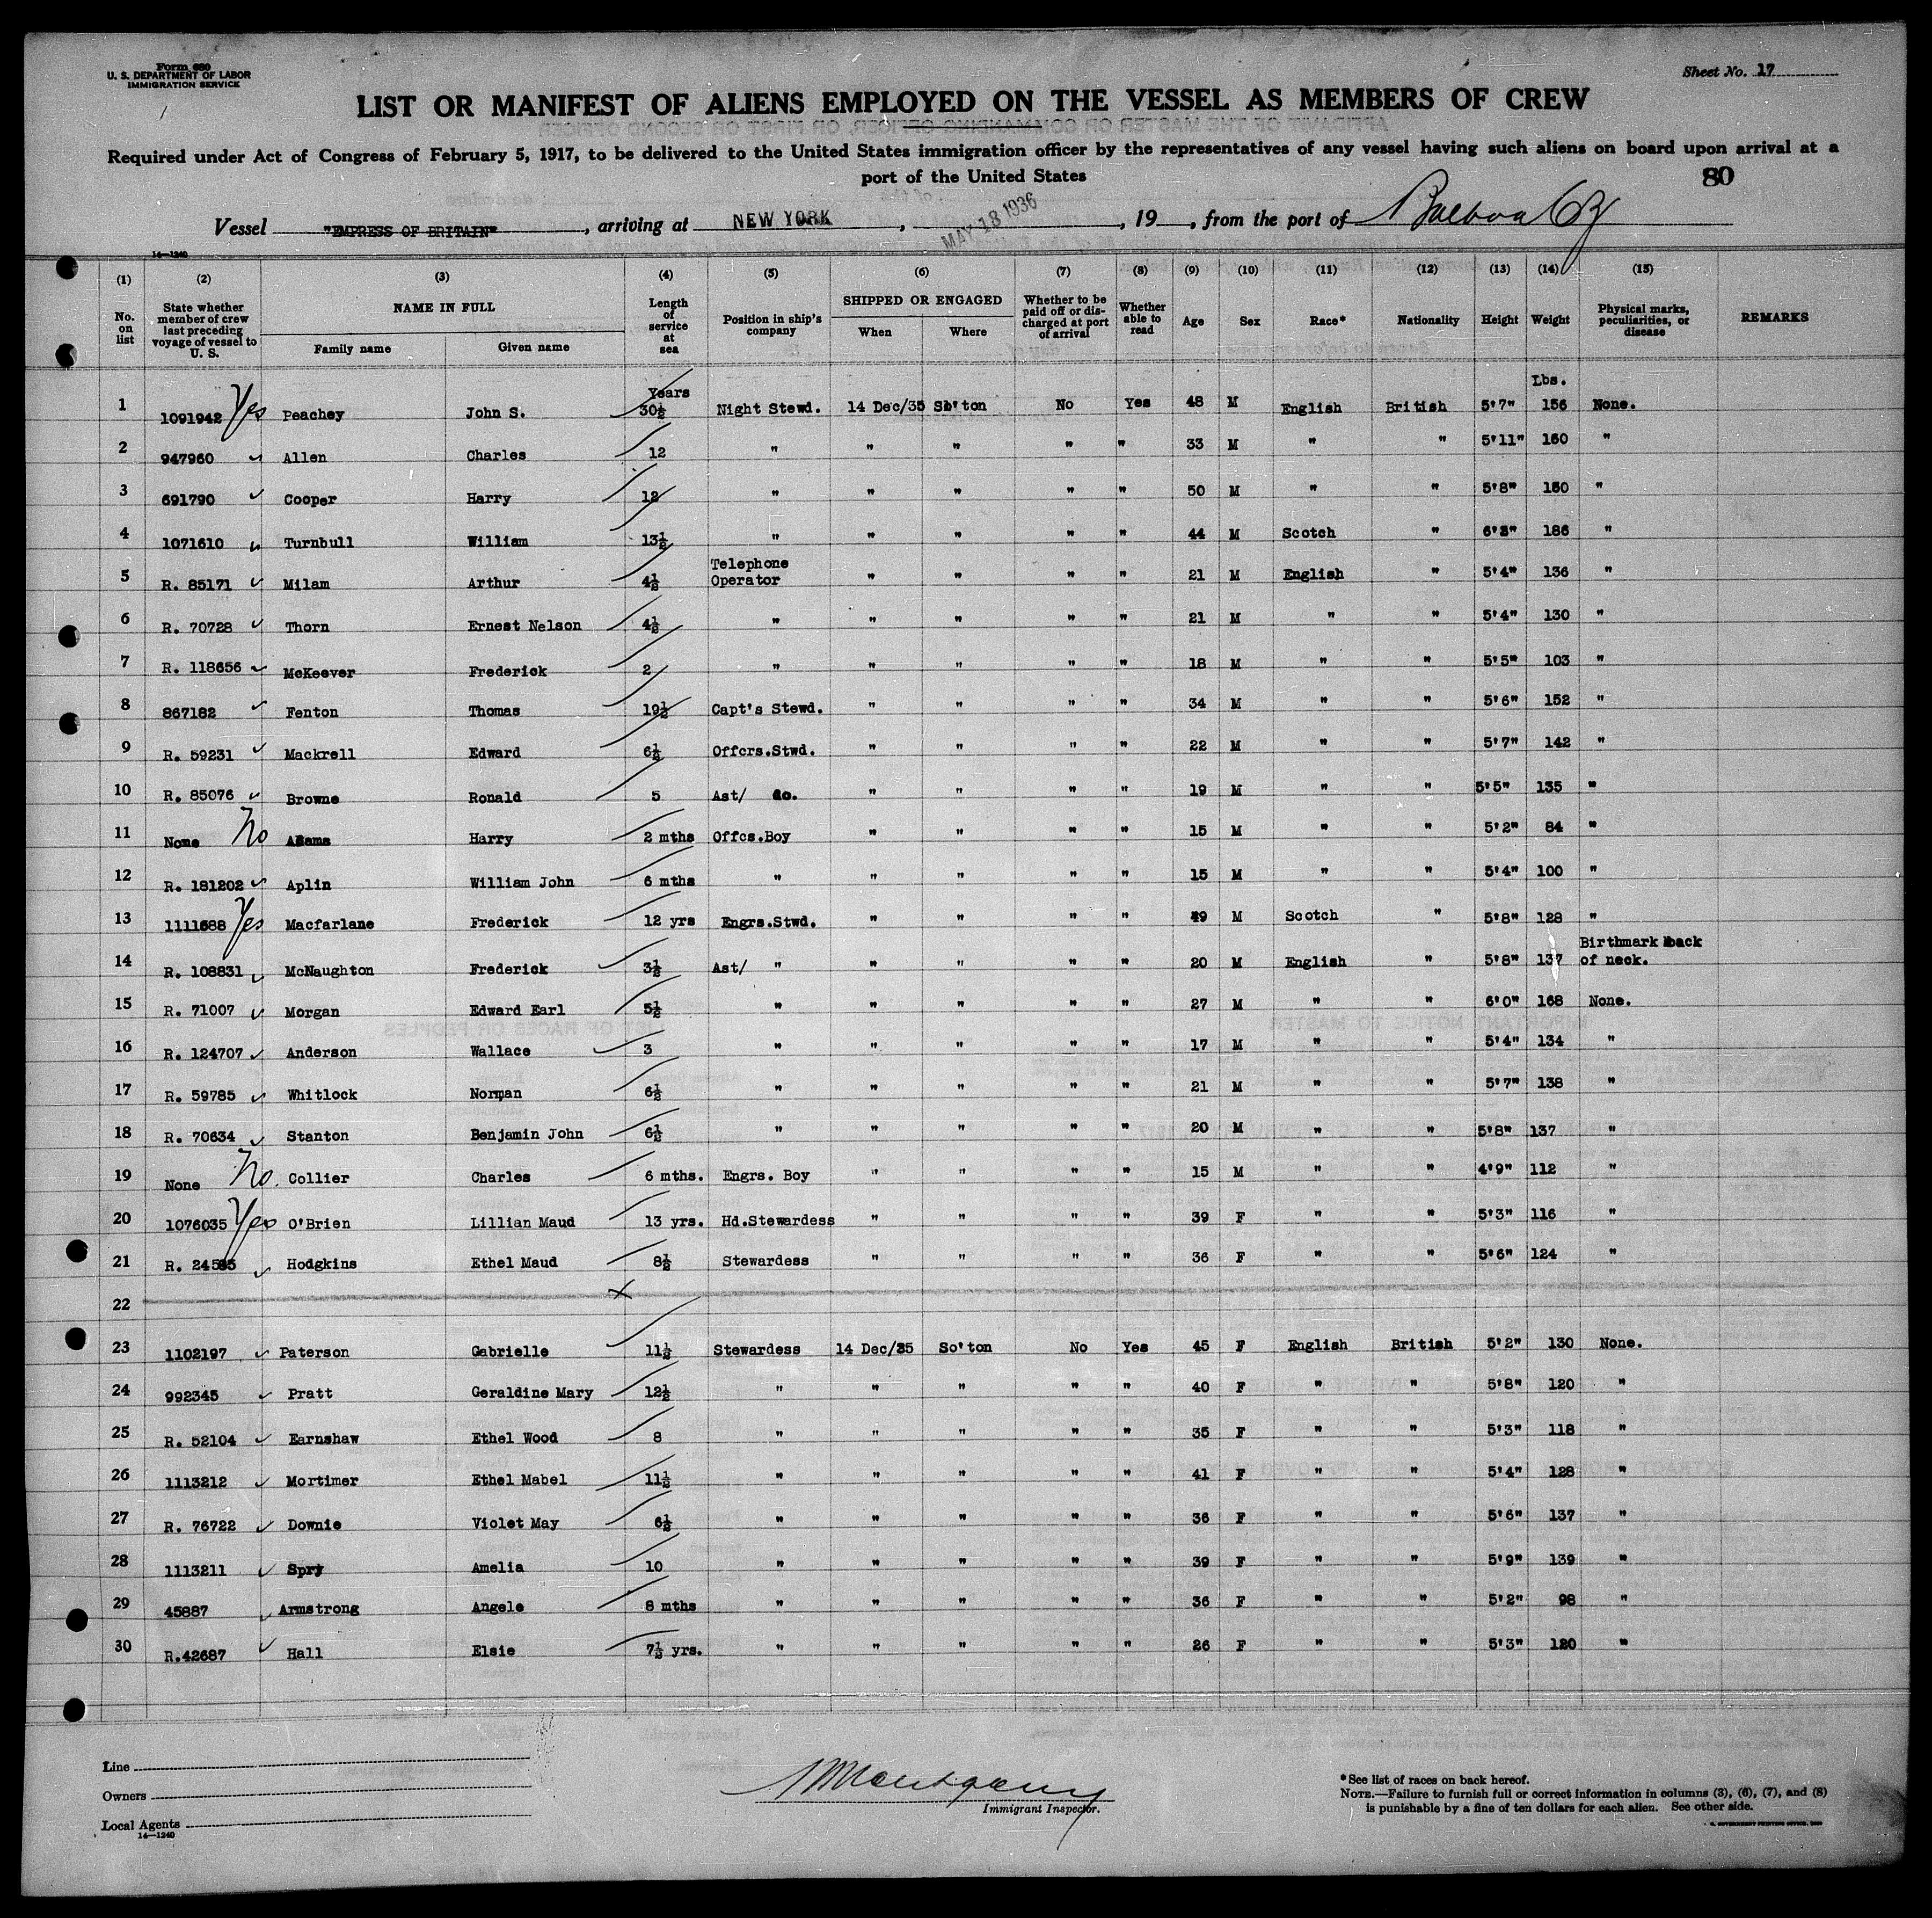 Form 680
U. S. DEPARTMENT OF LABOR
IMMIGRATION SERVICE
Sheet No. 17
LIST OR MANIFEST OF ALIENS EMPLOYED ON THE VESSEL AS MEMBERS OF CREW
Required under Act of Congress of February 5, 1917, to be delivered to the United States immigration officer by the representatives of any vessel having such aliens on board upon arrival at a
port of the United States
80
Vessel "EMPRESS OF BRITAIN", arriving at NEW YORK, MAY 18 1936, 19, from the port of Balboa CZ
14—1240
(1) (2) (3) (4) (5) (6) (7) (8) (9) (10) (11) (12) (13) (14) (15)
No. on list
State whether member of crew last preceding voyage of vessel to U. S.
NAME IN FULL
Family name
Given name
Length of service at sea
Position in ship's company
SHIPPED OR ENGAGED
When
Where
Whether to be paid off or discharged at port of arrival
Whether able to read
Age
Sex
Race*
Nationality
Height
Weight
Physical marks, peculiarities, or disease
REMARKS
Years
Lbs.
1 1091942 Yes Peachey John S. 30½ Night Stewd. 14 Dec/35 So'ton No Yes 48 M English British 5'7" 156 None.
2 947960 Allen Charles 12 " " " " " 33 M " " 5'11" 160 "
3 691790 Cooper Harry 12 " " " " " 50 M " " 5'8" 150 "
4 1071610 Turnbull William 13½ " " " " " 44 M Scotch " 186 "
5 R. 85171 Milam Arthur 4½ Telephone Operator " " " " 21 M English " 5'4" 136 "
6 R. 70728 Thorn Ernest Nelson 4½ " " " " " 21 M " " 5'4" 130 "
7 R. 118656 McKeever Frederick 2 " " " " " 18 M " " 5'5" 103 "
8 867182 Fenton Thomas 19½ Capt's Stewd. " " " " 34 M " " 5'6" 152 "
9 R. 59231 Mackrell Edward 6½ Offcrs.Stwd. " " " " 22 M " " 5'7" 142 "
10 R. 85076 Browne Ronald 5 Ast/ do. " " " " 19 M " " 5'5" 135 "
11 None No Adams Harry 2 mths Offcs.Boy " " " " 15 M " " 5'2" 84 "
12 R. 181202 Aplin William John 6 mths " " " " " 15 M " " 5'4" 100 "
13 1111688 Yes Macfarlane Frederick 12 yrs Engrs.Stwd. " " " " 49 M Scotch " 5'8" 128 "
14 R. 108831 McNaughton Frederick 3½ Ast/ " " " " " 20 M English " 5'8" 137 Birthmark back of neck.
15 R. 71007 Morgan Edward Earl 5½ " " " " " 27 M " " 6'0" 168 None.
16 R. 124707 Anderson Wallace 3 " " " " " 17 M " " 5'4" 134 "
17 R. 59785 Whitlock Norman 6½ " " " " " 21 M " " 5'7" 138 "
18 R. 70634 Stanton Benjamin John 6½ " " " " " 20 M " " 5'8" 137 "
19 None No. Collier Charles 6 mths. Engrs. Boy " " " " 15 M " " 4'9" 112 "
20 1076035 Yes O'Brien Lillian Maud 13 yrs. Hd.Stewardess " " " " 39 F " " 5'3" 116 "
21 R. Hodgkins Ethel Maud 8½ Stewardess " " " " 36 F " " 5'6" 124 "
22 x
23 1102197 Paterson Gabrielle 11½ Stewardess 14 Dec/35 So'ton No Yes 45 F English British 5'2" 130 None.
24 992345 Pratt Geraldine Mary 12½ " " " " " 40 F " " 5'8" 120 "
25 R. 52104 Earnshaw Ethel Wood 8 " " " " " 35 F " " 5'3" 118 "
26 1113212 Mortimer Ethel Mabel 11½ " " " " " 41 F " " 5'4" 128 "
27 R. 76722 Downie Violet May 6½ " " " " " 36 F " " 5'6" 137 "
28 1113211 Spry Amelia 10 " " " " " 39 F " " 5'9" 139 "
29 45887 Armstrong Angele 8 mths " " " " " 36 F " " 5'2" 98 "
30 R.42687 Hall Elsie 7½ yrs. " " " " " 26 F " " 5'3" 120 "
Line
Owners
Local Agents
14—1240
Montgomery
Immigrant Inspector.
*See list of races on back hereof.
NOTE.—Failure to furnish full or correct information in columns (3), (6), (7), and (8)
is punishable by a fine of ten dollars for each alien. See other side.